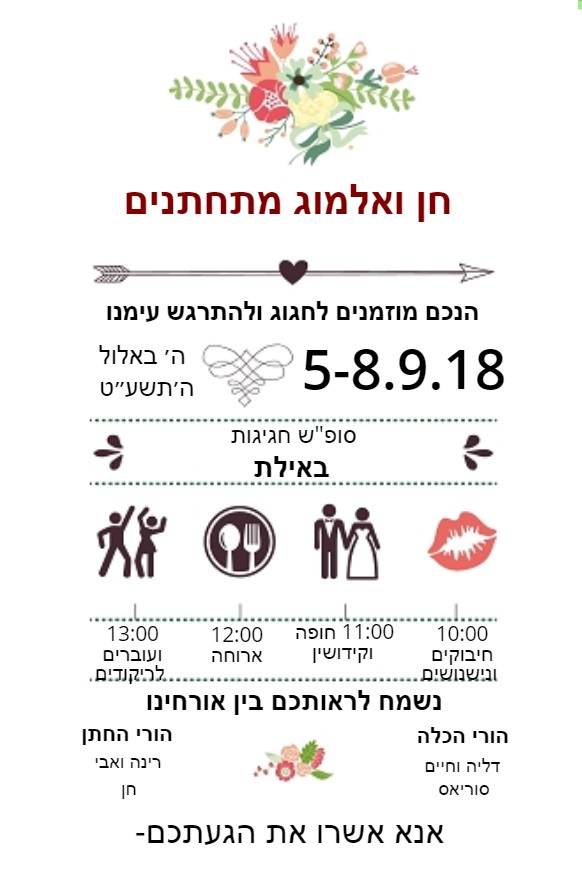 חן ואלמוג מתחתנים
הנכם מוזמנים לחגוג ולהתרגש עימנו
5-8.9.18
ה׳ באלול
ה׳תשע״ט
סופ"ש חגיגות
באילת
10:00
חיבוקים
ונישנושים
11:00 חופה
וקידושין
12:00
ארוחה
13:00
ועוברים
לריקודים
נשמח לראותכם בין אורחינו
הורי הכלה
דליה וחיים
סוריאס
הורי החתן
רינה ואבי
חן
אנא אשרו את הגעתכם-